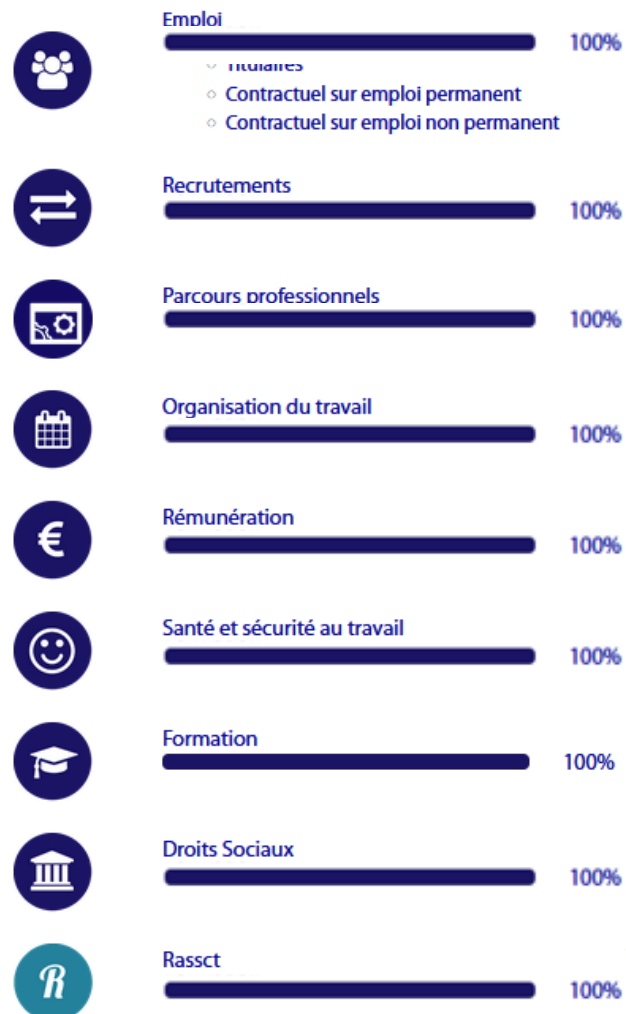 Emploi
100%
Titulaires
Contractuel sur emploi permanent
Contractuel sur emploi non permanent
Recrutements
100%
Parcours professionnels
100%
Organisation du travail
100%
€
Rémunération
100%
Santé et sécurité au travail
100%
Formation
100%
Droits Sociaux
100%
R
Rassct
100%